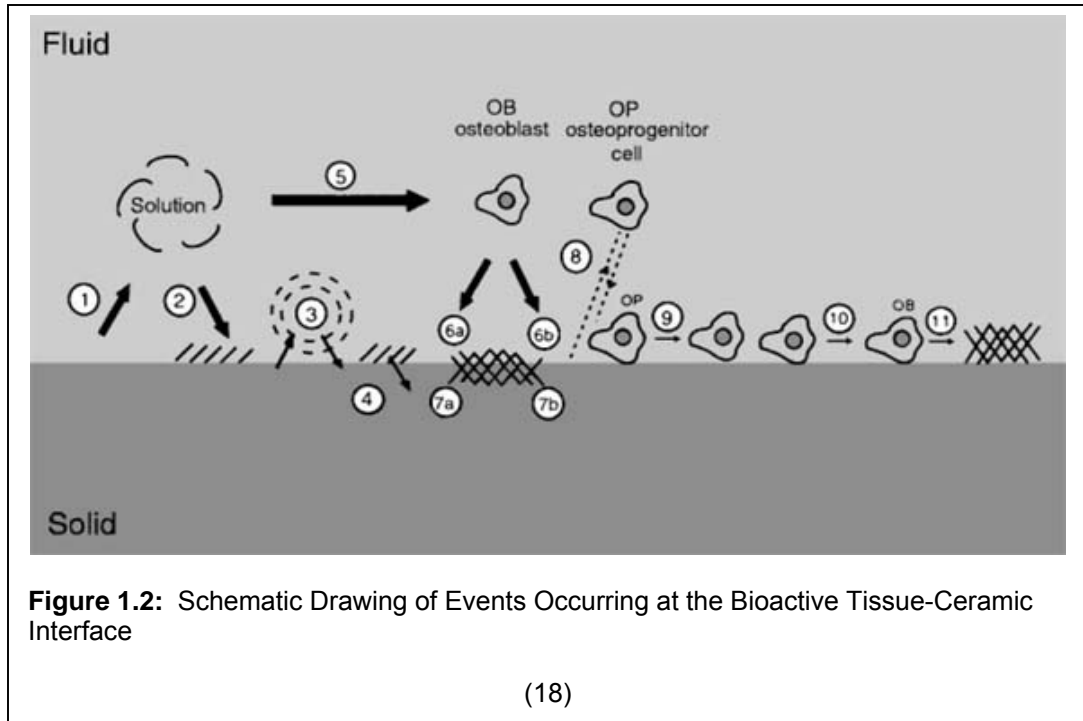 Fluid
OB
osteoblast
OP
osteoprogenitor
cell
5
Solution
8
1
2
3
6a
6b
OP
9
10
OB
11
4
7a
7b
Solid
Figure 1.2: Schematic Drawing of Events Occurring at the Bioactive Tissue-Ceramic
Interface
(18)